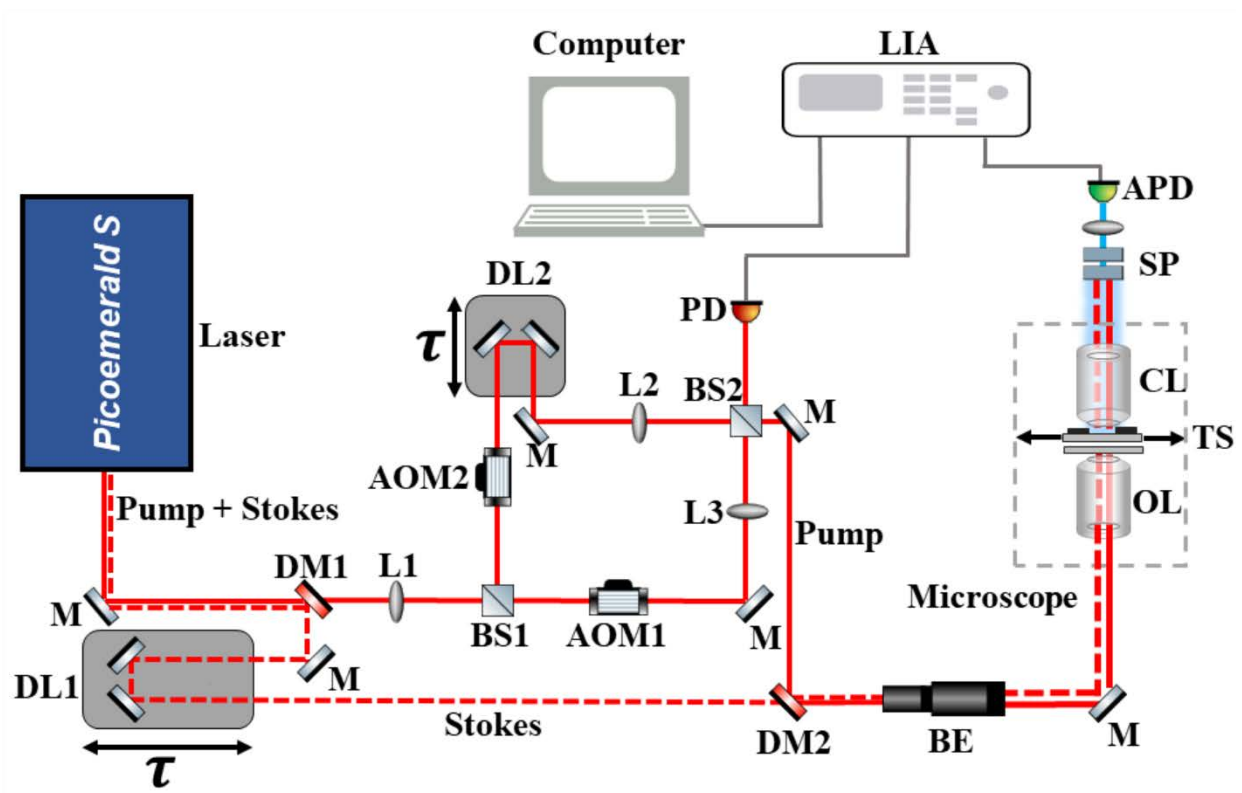 Computer
LIA
APD
SP
Picoemerald S
Laser
DL2
τ
PD
L2
BS2
M
CL
TS
M
AOM2
OL
L3
Pump
Pump + Stokes
DM1
L1
Microscope
M
BS1
AOM1
M
DL1
M
Stokes
DM2
BE
M
τ